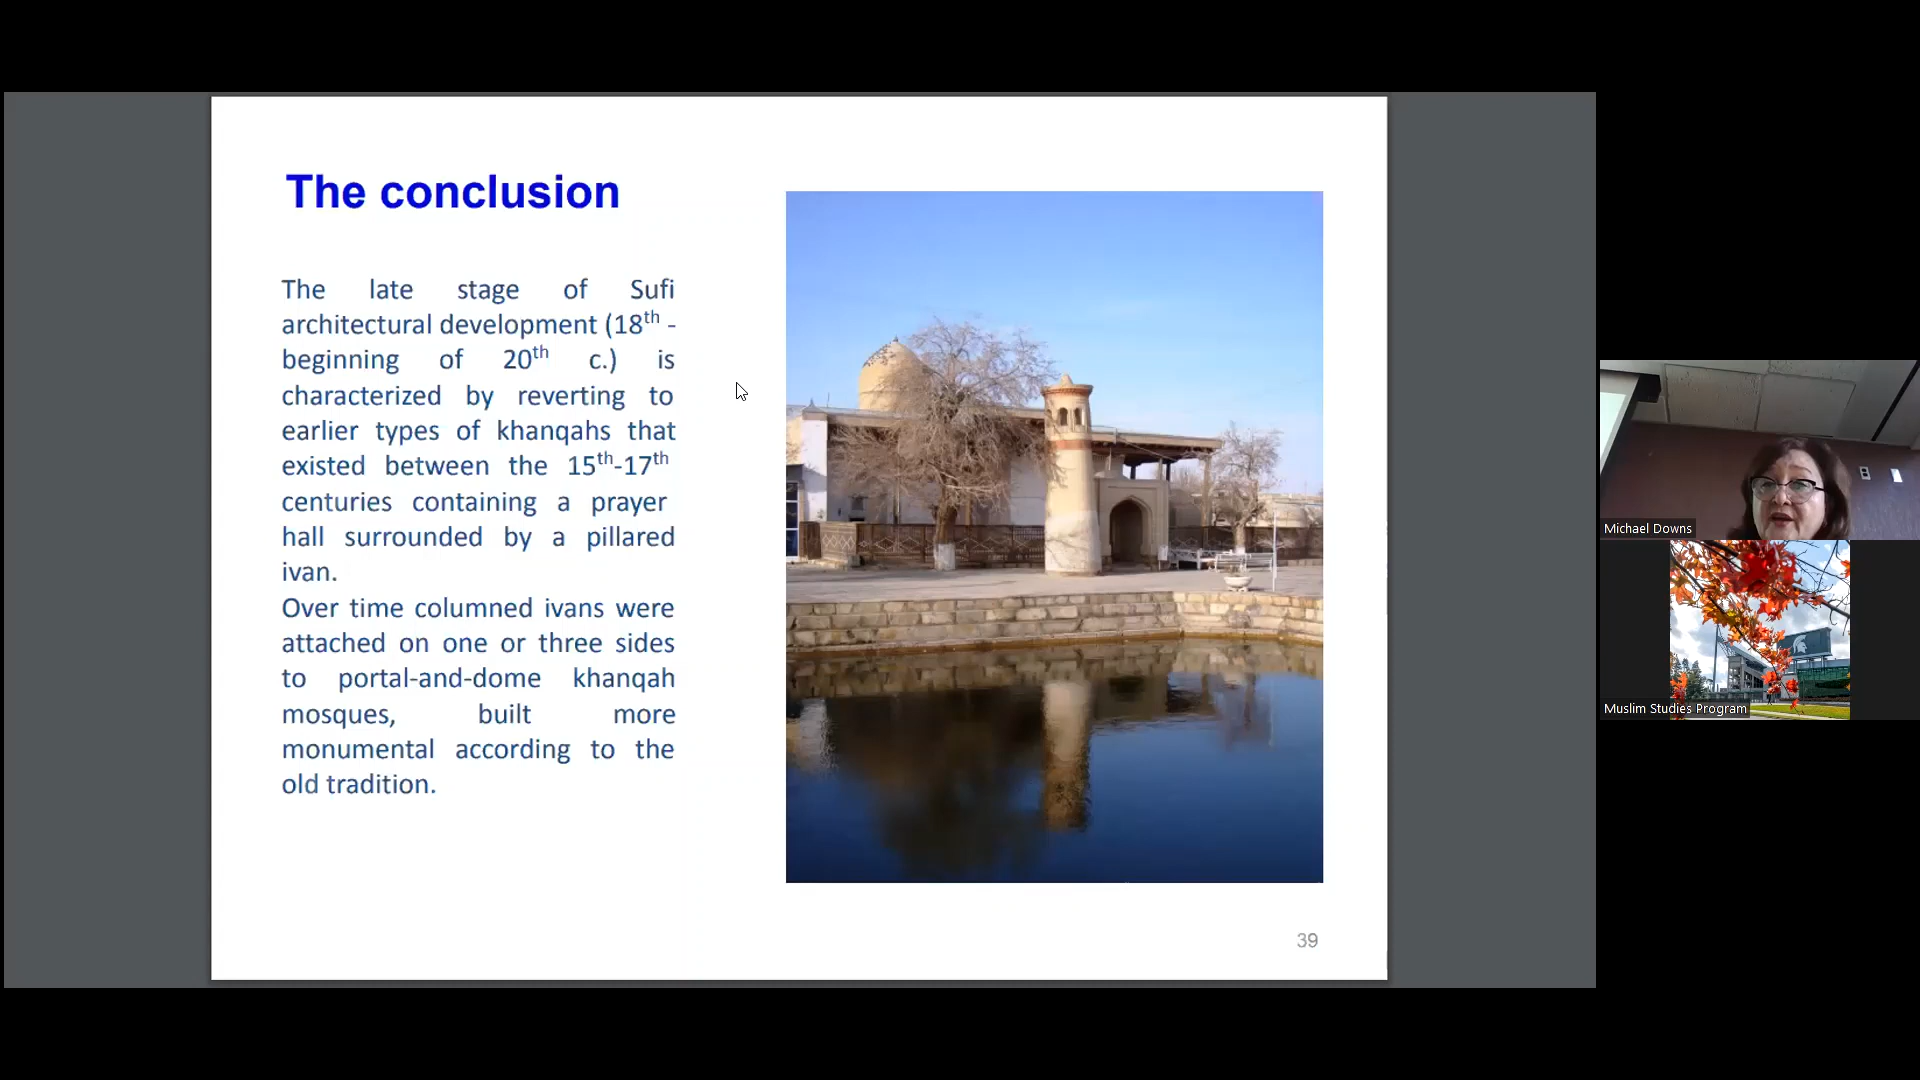 The conclusion
The late stage of Sufi
architectural development (18th -
beginning of 20th c.) is
characterized by reverting to
earlier types of khanqahs that
existed between the 15th-17th
centuries containing a prayer
hall surrounded by a pillared
ivan.
Over time columned ivans were
attached on one or three sides
to portal-and-dome khanqah
mosques, built more
monumental according to the
old tradition.
39
Michael Downs
Muslim Studies Program